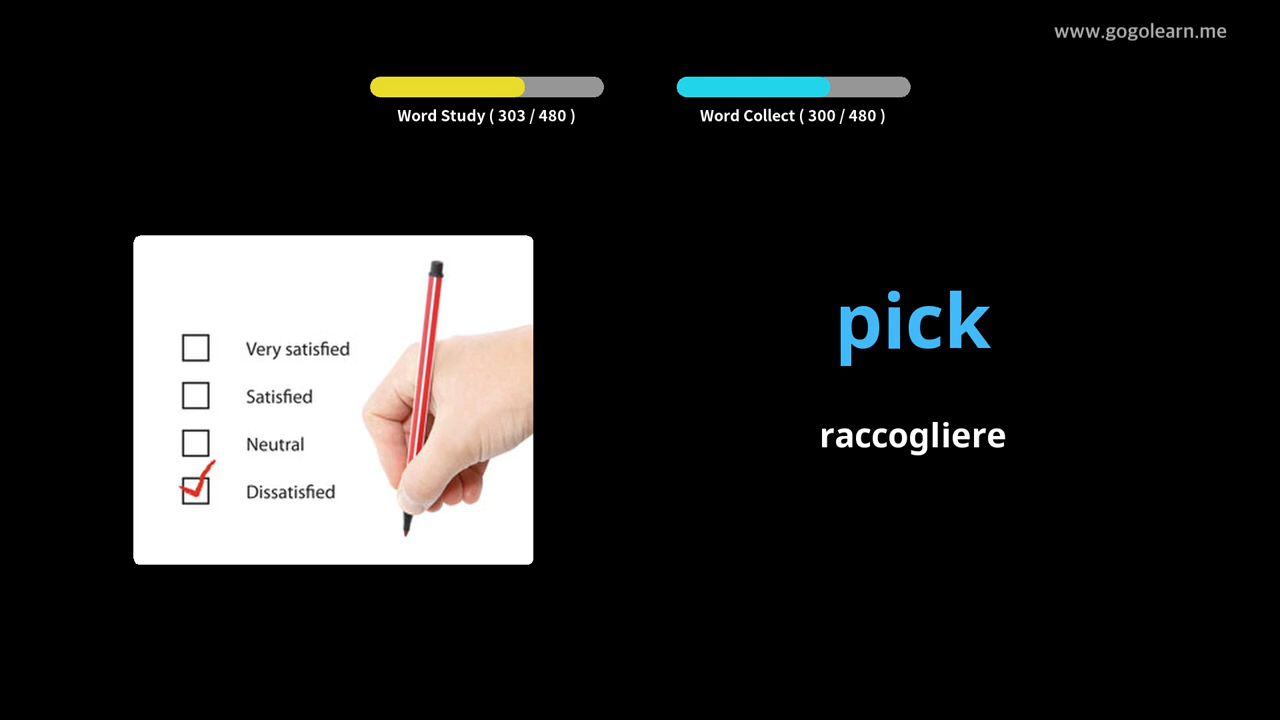 www.gogolearn.me
Word Study ( 303 / 480 )
Word Collect ( 300 / 480 )
Very satisfied
Satisfied
Neutral
Dissatisfied
pick
raccogliere